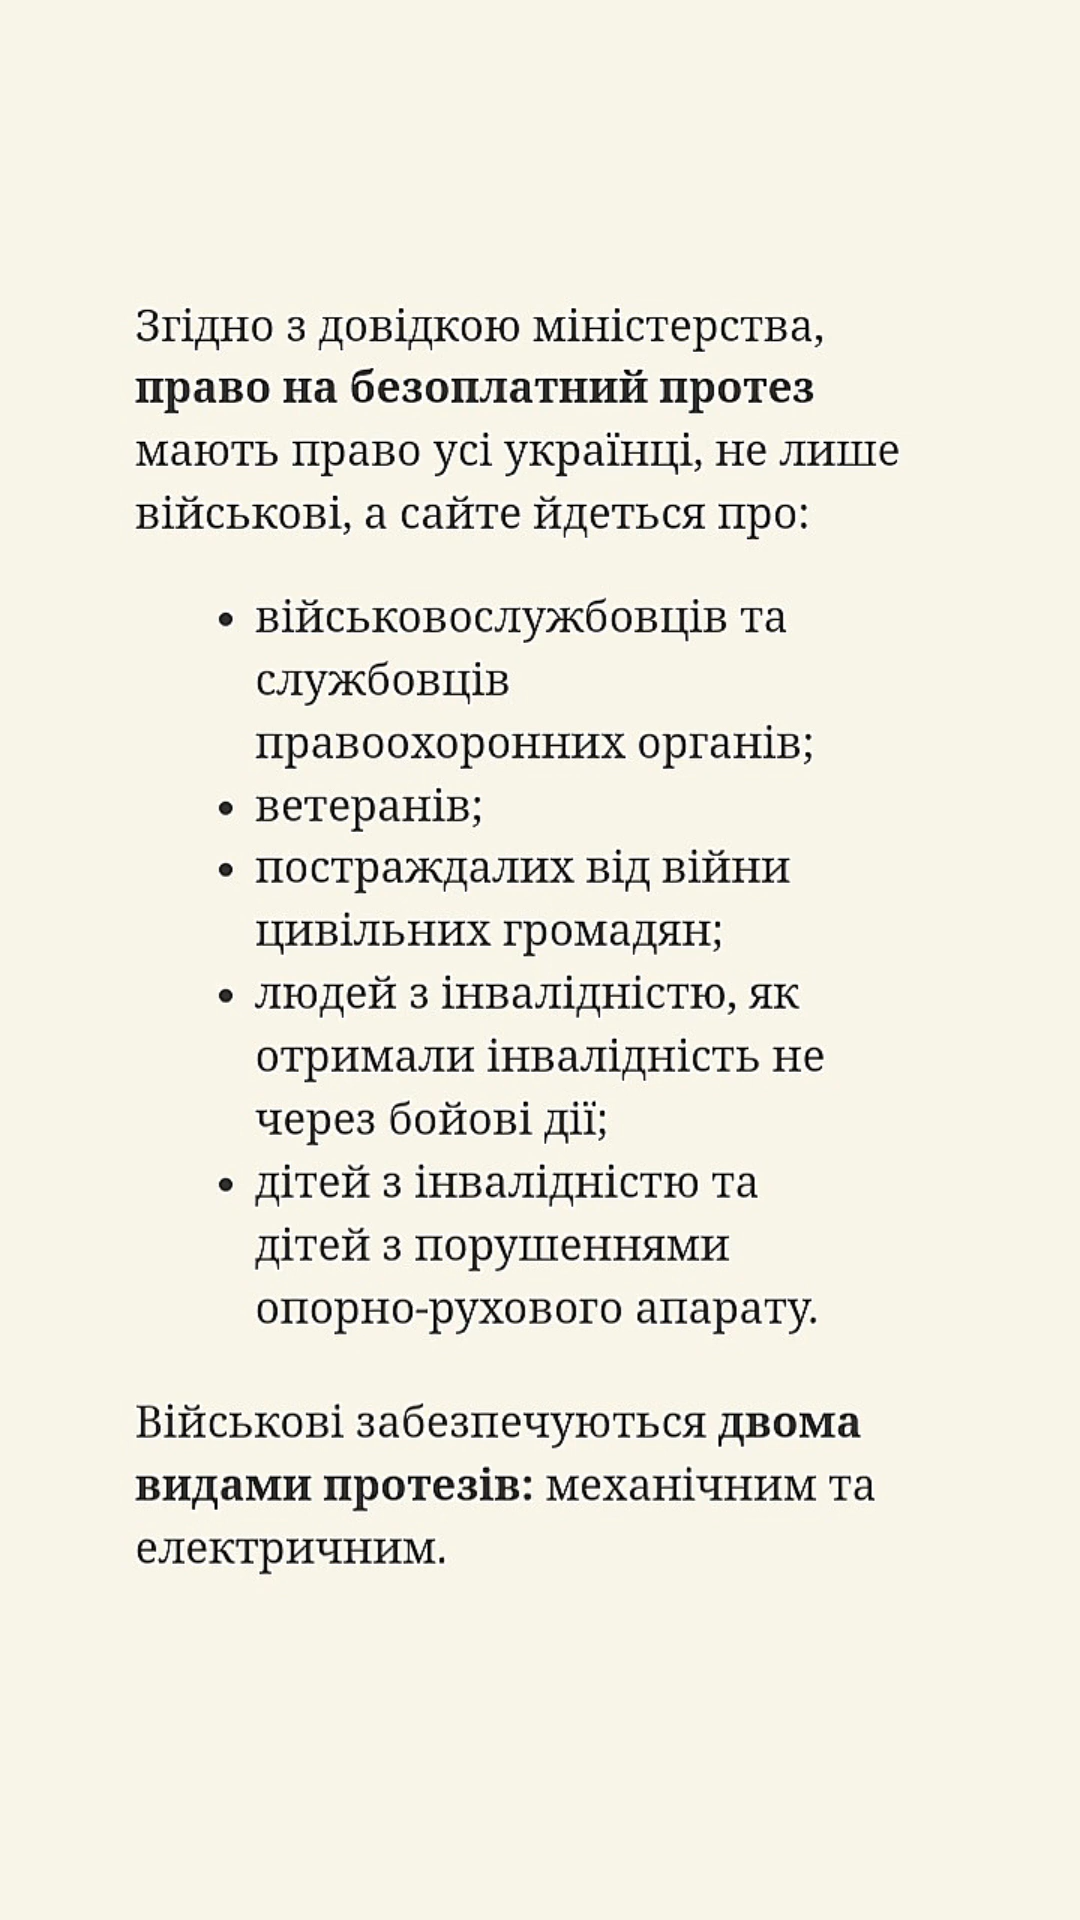 Згідно з довідкою міністерства,
право на безоплатний протез
мають право усі українці, не лише
військові, а сайте йдеться про:
• військовослужбовців та
службовців
правоохоронних органів;
• ветеранів;
• постраждалих від війни
цивільних громадян;
• людей з інвалідністю, як
отримали інвалідність не
через бойові дії;
• дітей з інвалідністю та
дітей з порушеннями
опорно-рухового апарату.
Військові забезпечуються двома
видами протезів: механічним та
електричним.